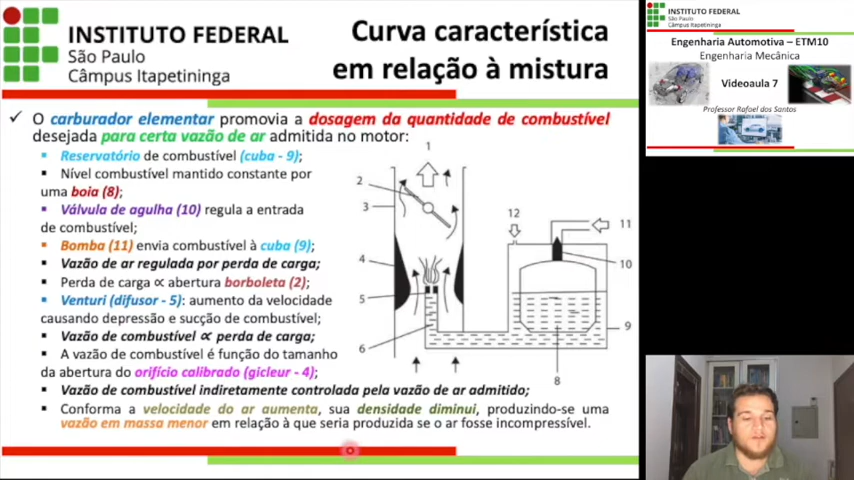 INSTITUTO FEDERAL
São Paulo
Câmpus Itapetininga
Curva característica
em relação à mistura
✓ O carburador elementar promovia a dosagem da quantidade de combustível
desejada para certa vazão de ar admitida no motor:
▪ Reservatório de combustível (cuba - 9);
▪ Nível combustível mantido constante por
uma boia (8);
▪ Válvula de agulha (10) regula a entrada
de combustível;
▪ Bomba (11) envia combustível à cuba (9);
▪ Vazão de ar regulada por perda de carga;
▪ Perda de carga ∝ abertura borboleta (2);
▪ Venturi (difusor - 5): aumento da velocidade
causando depressão e sucção de combustível;
▪ Vazão de combustível ∝ perda de carga;
▪ A vazão de combustível é função do tamanho
da abertura do orifício calibrado (gicleur - 4);
▪ Vazão de combustível indiretamente controlada pela vazão de ar admitido;
▪ Conforma a velocidade do ar aumenta, sua densidade diminui, produzindo-se uma
vazão em massa menor em relação à que seria produzida se o ar fosse incompressível.
1
2
3
4
5
6
12
11
10
9
8
INSTITUTO FEDERAL
São Paulo
Câmpus Itapetininga
Engenharia Automotiva – ETM10
Engenharia Mecânica
Videoaula 7
Professor Rafael dos Santos